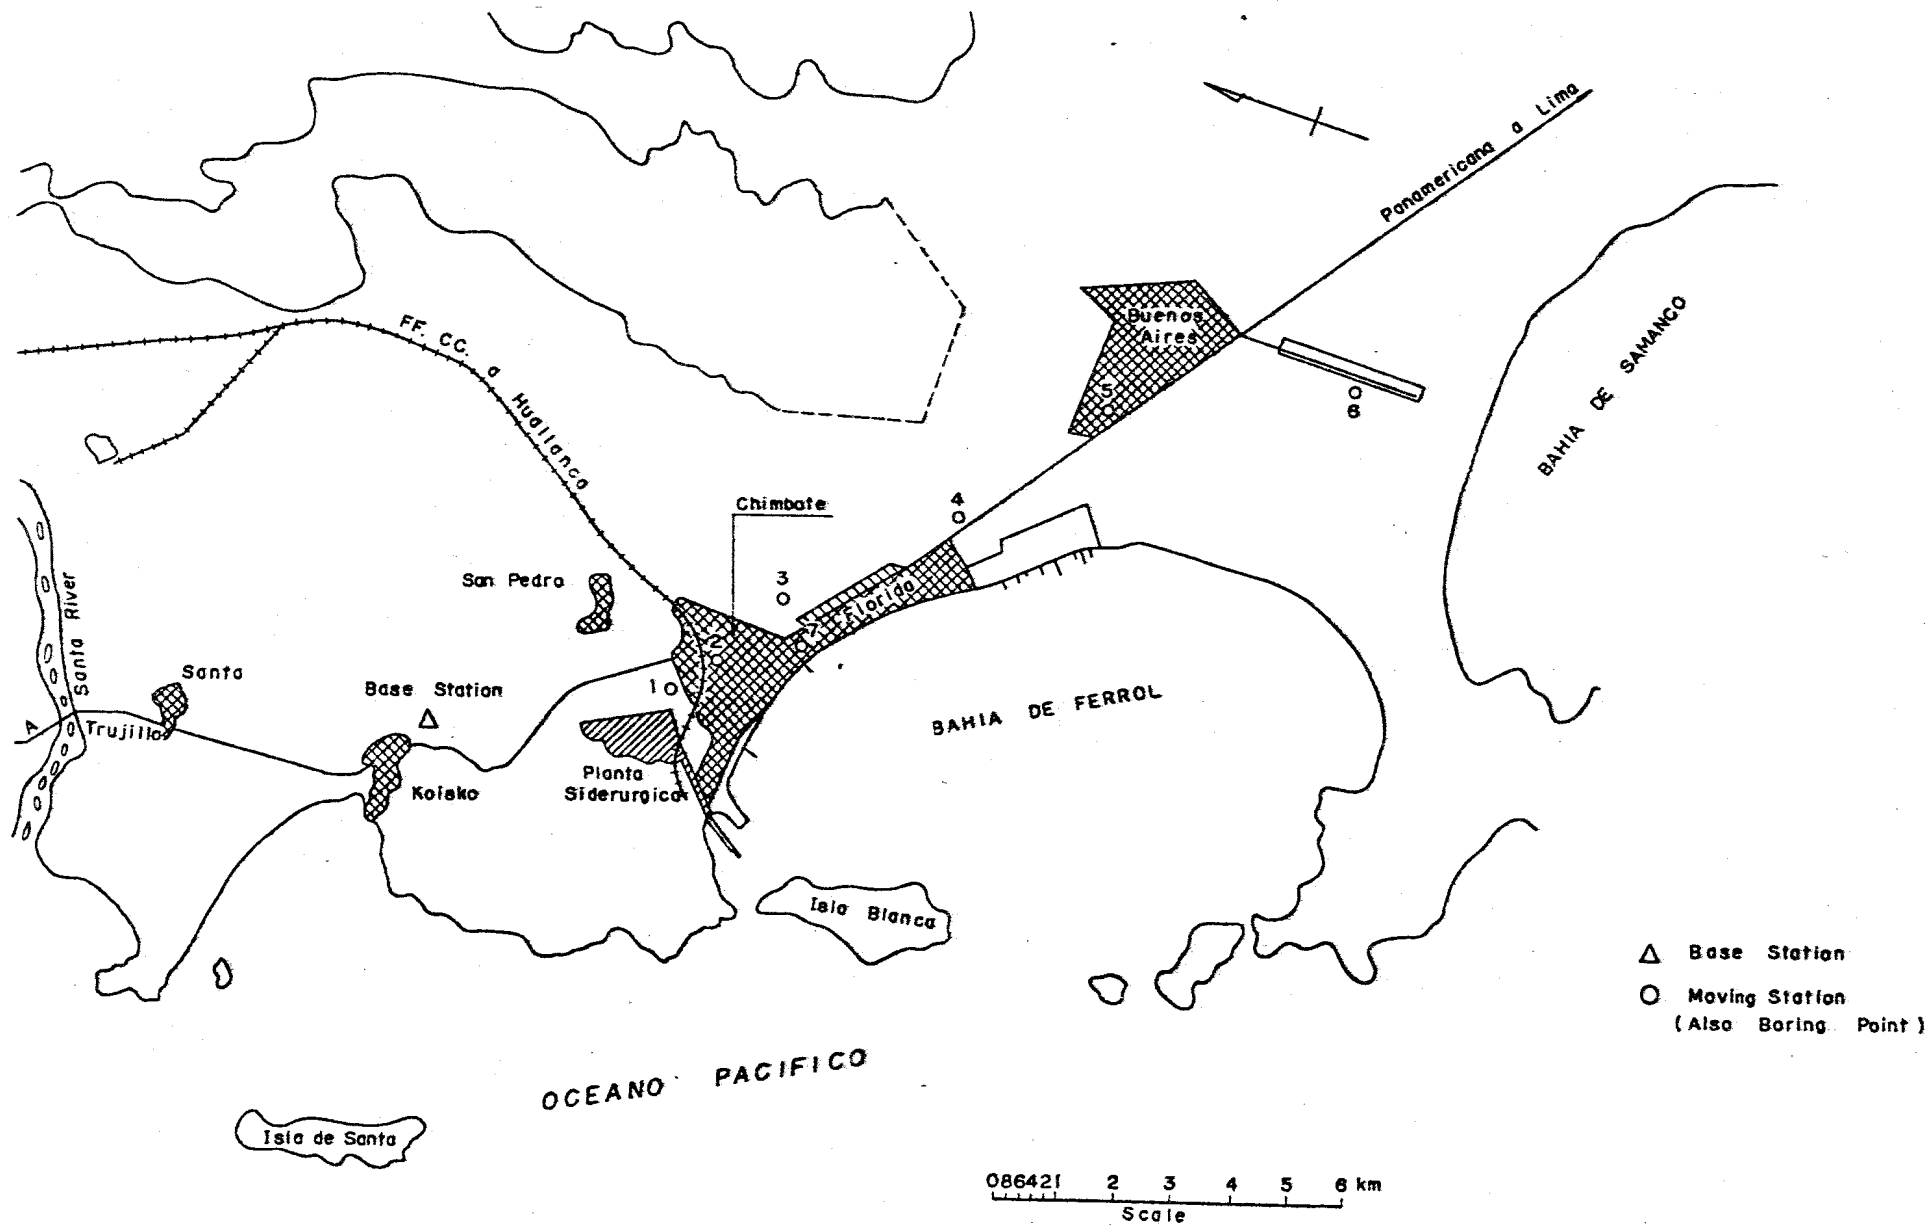 Panamericana a Lima
FF. CC. a Huallanca
Buenos
Aires
5
6
BAHIA DE SAMANCO
Chimbote
4
3
San Pedro
Florida
7
2
1
Santa River
Santa
Base Station
A Trujillo
BAHIA DE FERROL
Koisko
Planta
Siderurgica
Isla Blanca
Base Station
Moving Station
(Also Boring Point)
OCEANO PACIFICO
Isla de Santa
086421 2 3 4 5 6 km
Scale